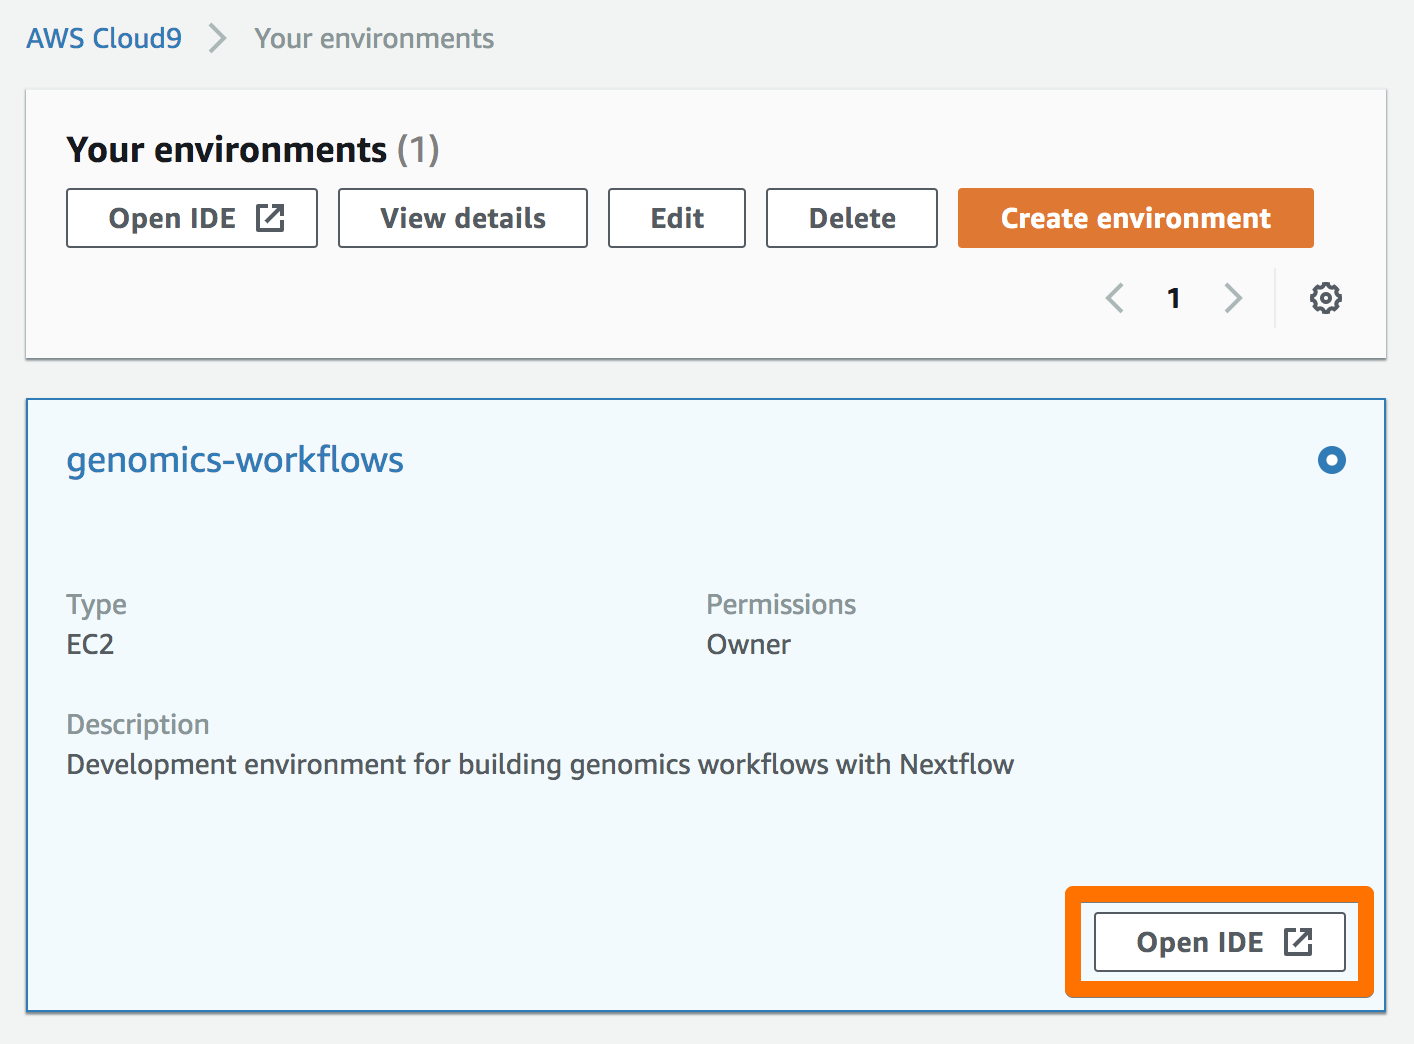 AWS Cloud9 Your environments
Your environments (1)
Open IDE View details Edit Delete Create environment
1
genomics-workflows
Type Permissions
EC2 Owner
Description
Development environment for building genomics workflows with Nextflow
Open IDE